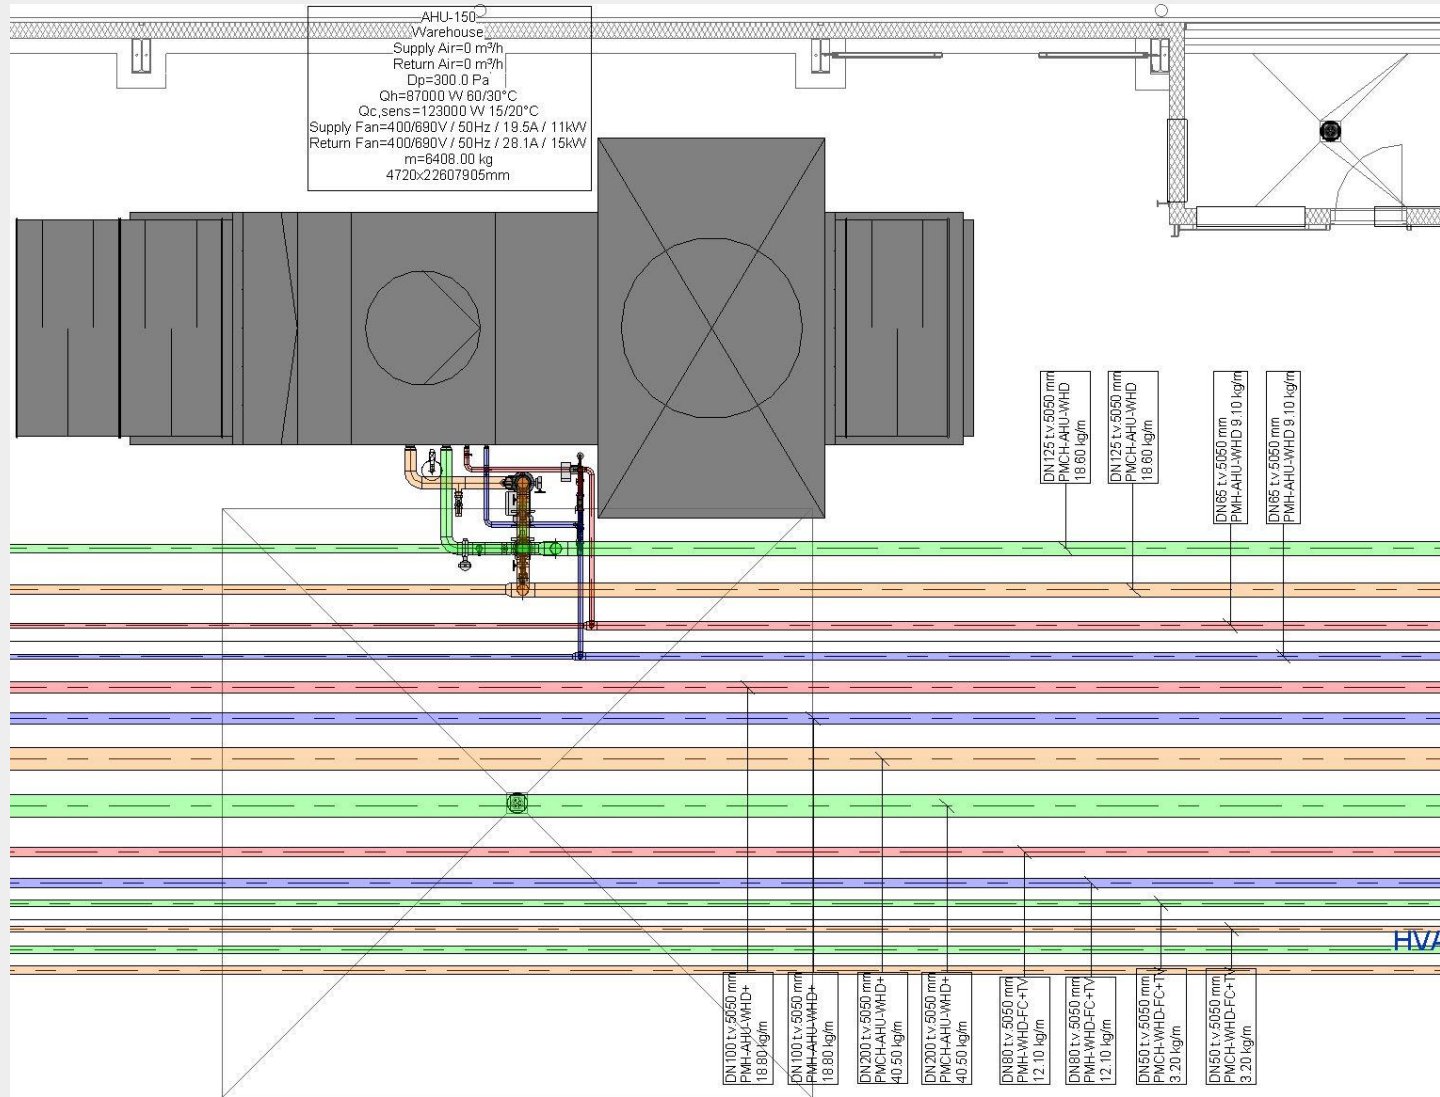 AHU-150
Warehouse
Supply Air=0 m³/h
Return Air=0 m³/h
Dp=300.0 Pa
Qh=87000 W 60/30°C
Qc,sens=123000 W 15/20°C
Supply Fan=400/690V / 50Hz / 19.5A / 11kW
Return Fan=400/690V / 50Hz / 28.1A / 15kW
m=6408.00 kg
4720x22607905mm
DN125 t.v.5050 mm
PMCH-AHU-WHD
18.60 kg/m
DN125 t.v.5050 mm
PMCH-AHU-WHD
18.60 kg/m
DN65 t.v.5050 mm
PMH-AHU-WHD 9.10 kg/m
DN65 t.v.5050 mm
PMH-AHU-WHD 9.10 kg/m
HVA
DN100 t.v.5050 mm
PMH-AHU-WHD+
18.80 kg/m
DN100 t.v.5050 mm
PMH-AHU-WHD+
18.80 kg/m
DN200 t.v.5050 mm
PMCH-AHU-WHD+
40.50 kg/m
DN200 t.v.5050 mm
PMCH-AHU-WHD+
40.50 kg/m
DN80 t.v.5050 mm
PMH-WHD-FC+TV
12.10 kg/m
DN80 t.v.5050 mm
PMH-WHD-FC+TV
12.10 kg/m
DN50 t.v.5050 mm
PMCH-WHD-FC+TV
3.20 kg/m
DN50 t.v.5050 mm
PMCH-WHD-FC+TV
3.20 kg/m